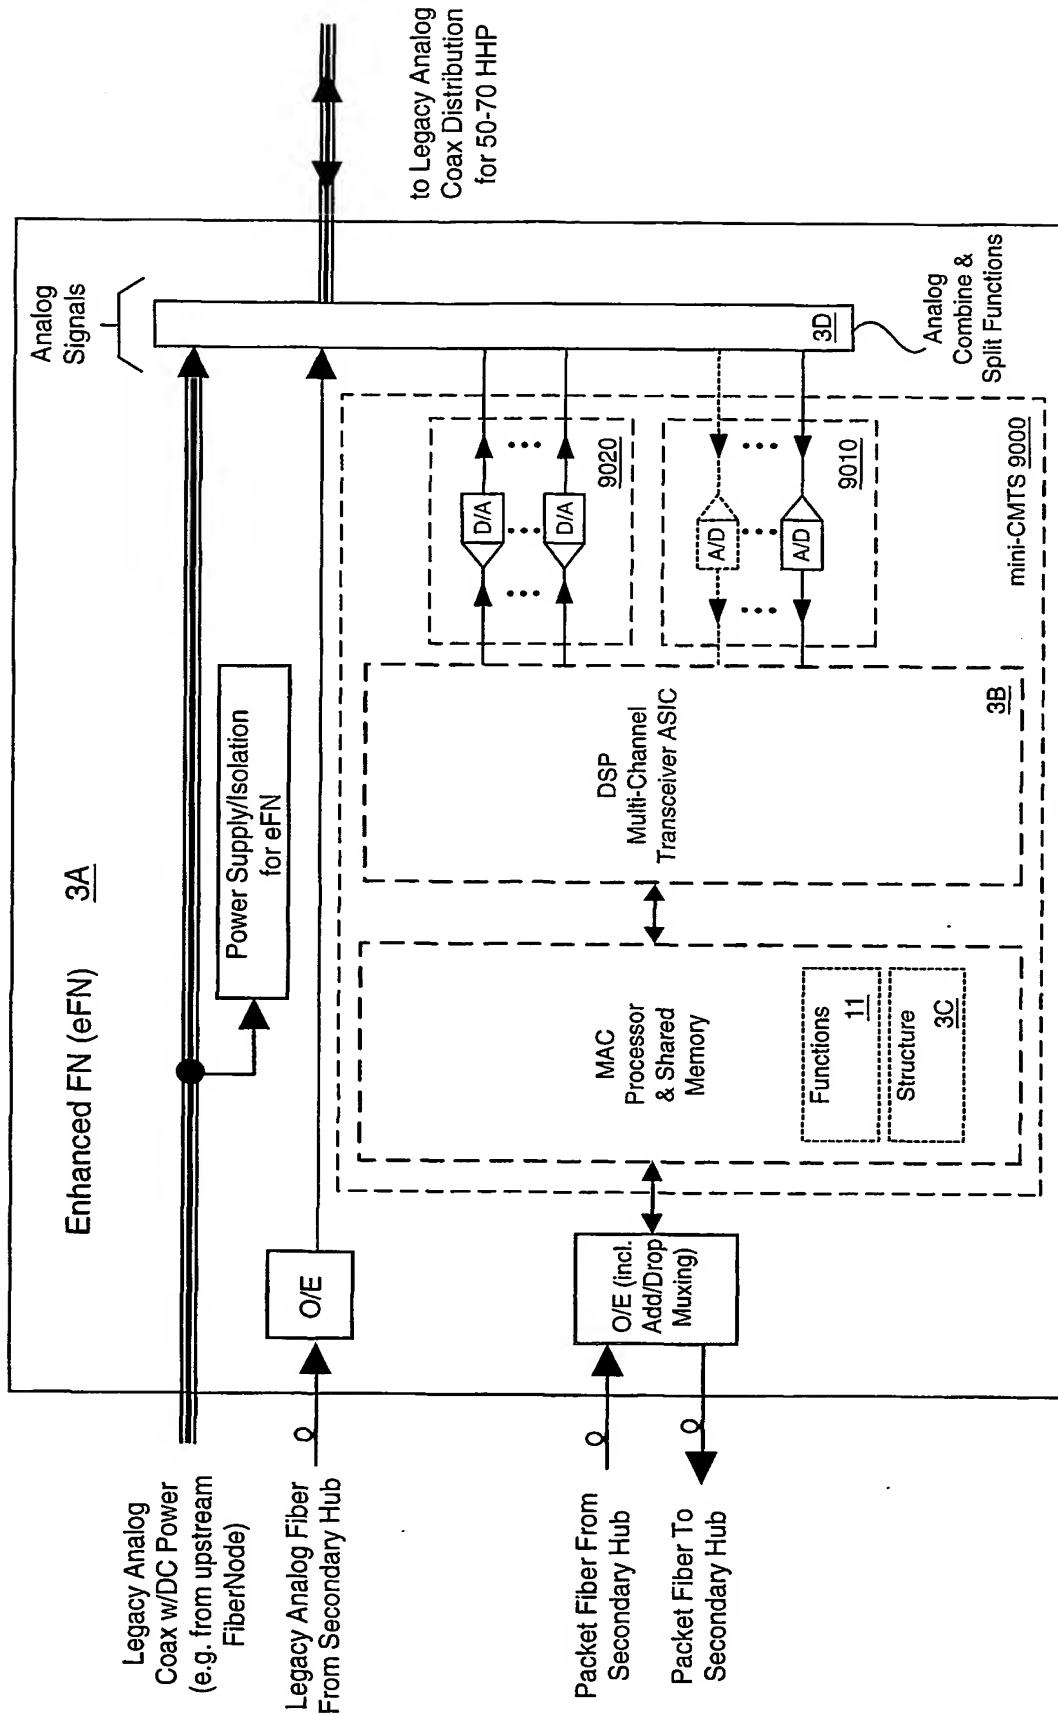 Enhanced FN (eFN)
3A
Analog
Signals
Legacy Analog
Coax w/DC Power
(e.g. from upstream
FiberNode)
Power Supply/Isolation
for eFN
to Legacy Analog
Coax Distribution
for 50-70 HHP
Legacy Analog Fiber
From Secondary Hub
O/E
Packet Fiber From
Secondary Hub
Packet Fiber To
Secondary Hub
O/E (incl.
Add/Drop
Muxing)
MAC
Processor
& Shared
Memory
Functions
11
Structure
3C
DSP
Multi-Channel
Transceiver ASIC
3B
D/A
D/A
9020
A/D
A/D
9010
3D
mini-CMTS 9000
Analog
Combine &
Split Functions